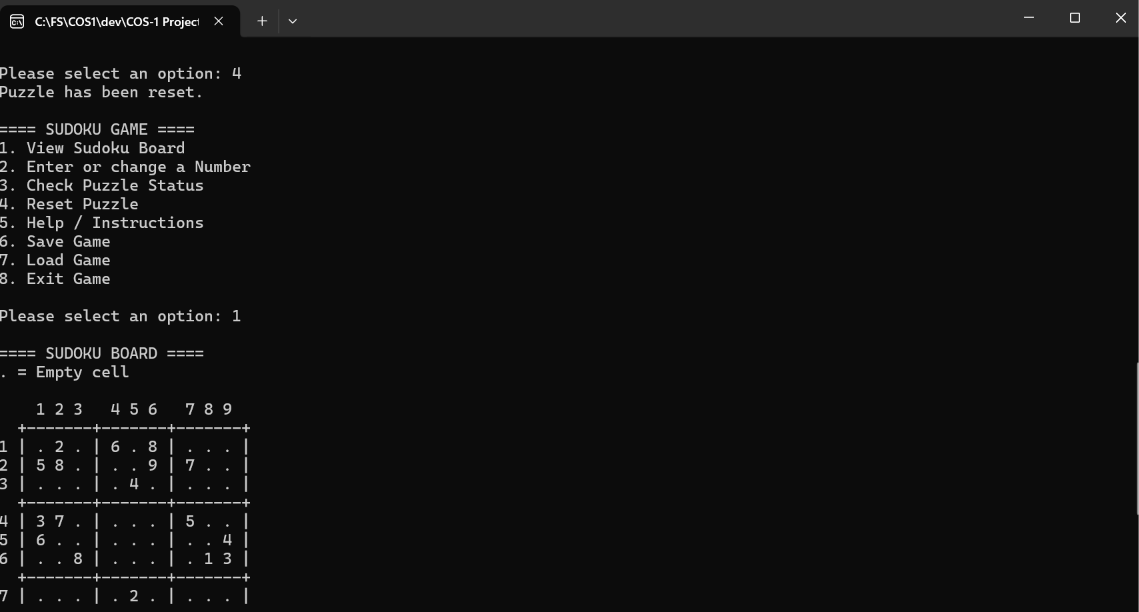 C:\FS\COS1\dev\COS-1 Project
Please select an option: 4
Puzzle has been reset.
==== SUDOKU GAME ====
1. View Sudoku Board
2. Enter or change a Number
3. Check Puzzle Status
4. Reset Puzzle
5. Help / Instructions
6. Save Game
7. Load Game
8. Exit Game
Please select an option: 1
==== SUDOKU BOARD ====
. = Empty cell
    1 2 3   4 5 6   7 8 9
  +-------+-------+-------+
1 | . 2 . | 6 . 8 | . . . |
2 | 5 8 . | . . 9 | 7 . . |
3 | . . . | . 4 . | . . . |
  +-------+-------+-------+
4 | 3 7 . | . . . | 5 . . |
5 | 6 . . | . . . | . . 4 |
6 | . . 8 | . . . | . 1 3 |
  +-------+-------+-------+
7 | . . . | . 2 . | . . . |